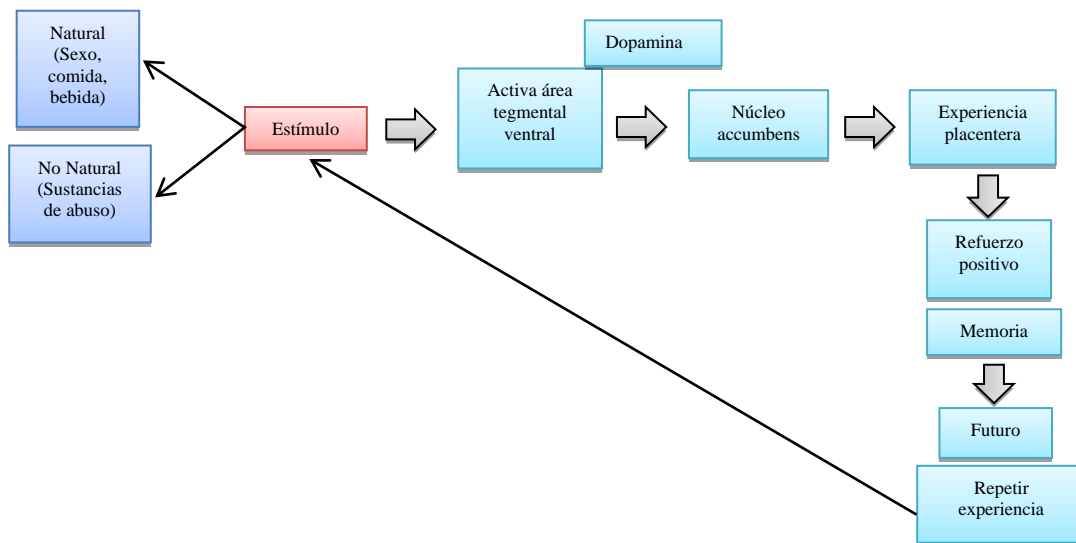 Natural
(Sexo,
comida,
bebida)
No Natural
(Sustancias
de abuso)
Estímulo
Dopamina
Activa área
tegmental
ventral
Núcleo
accumbens
Experiencia
placentera
Refuerzo
positivo
Memoria
Futuro
Repetir
experiencia